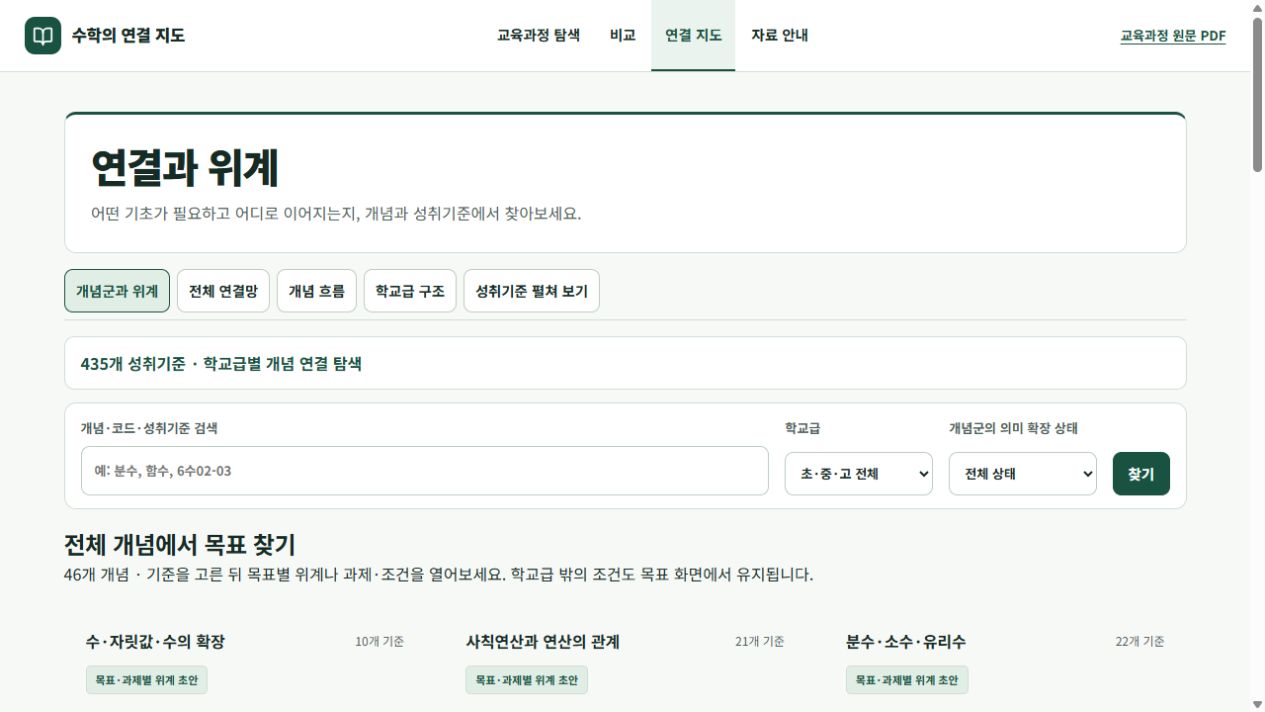 수학의 연결 지도
교육과정 탐색 비교 연결 지도 자료 안내
교육과정 원문 PDF
연결과 위계
어떤 기초가 필요하고 어디로 이어지는지, 개념과 성취기준에서 찾아보세요.
개념군과 위계 전체 연결망 개념 흐름 학교급 구조 성취기준 펼쳐 보기
435개 성취기준 · 학교급별 개념 연결 탐색
개념·코드·성취기준 검색 학교급 개념군의 의미 확장 상태
예: 분수, 함수, 6수02-03 초·중·고 전체 전체 상태 찾기
전체 개념에서 목표 찾기
46개 개념 · 기준을 고른 뒤 목표별 위계나 과제·조건을 열어보세요. 학교급 밖의 조건도 목표 화면에서 유지됩니다.
수·자릿값·수의 확장 10개 기준 사칙연산과 연산의 관계 21개 기준 분수·소수·유리수 22개 기준
목표·과제별 위계 초안 목표·과제별 위계 초안 목표·과제별 위계 초안